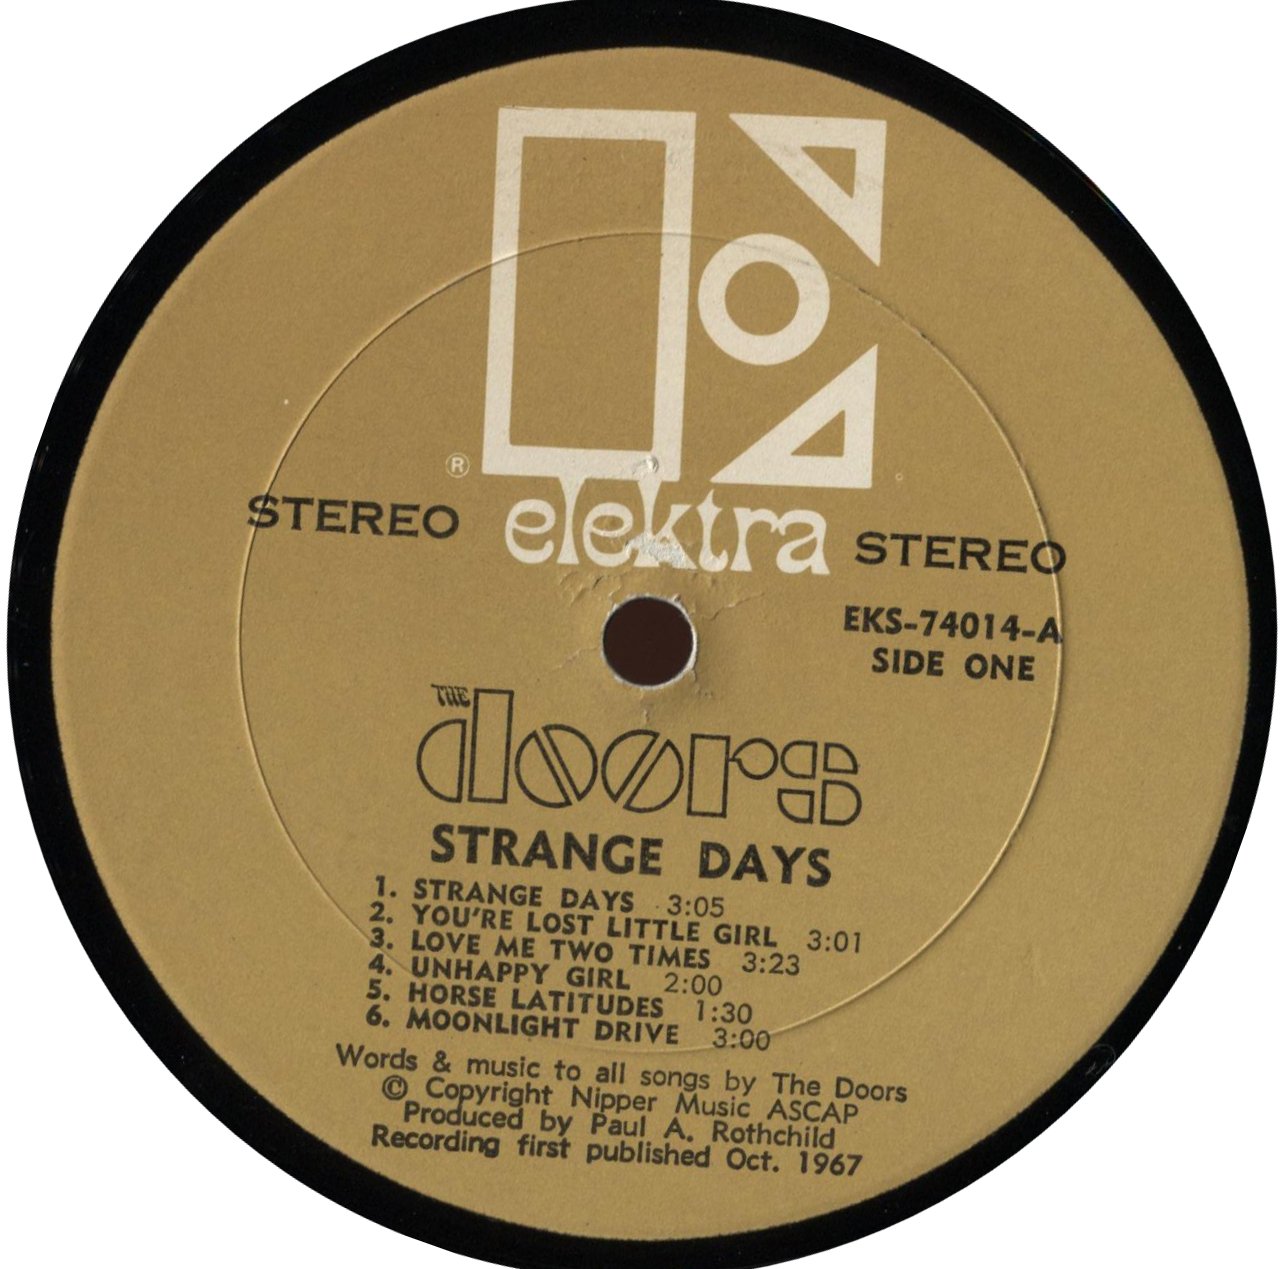 ®
elektra
STEREO
STEREO
EKS-74014-A
SIDE ONE
THE
doors
STRANGE DAYS
1. STRANGE DAYS 3:05
2. YOU'RE LOST LITTLE GIRL 3:01
3. LOVE ME TWO TIMES 3:23
4. UNHAPPY GIRL 2:00
5. HORSE LATITUDES 1:30
6. MOONLIGHT DRIVE 3:00
Words & music to all songs by The Doors
© Copyright Nipper Music ASCAP
Produced by Paul A. Rothchild
Recording first published Oct. 1967